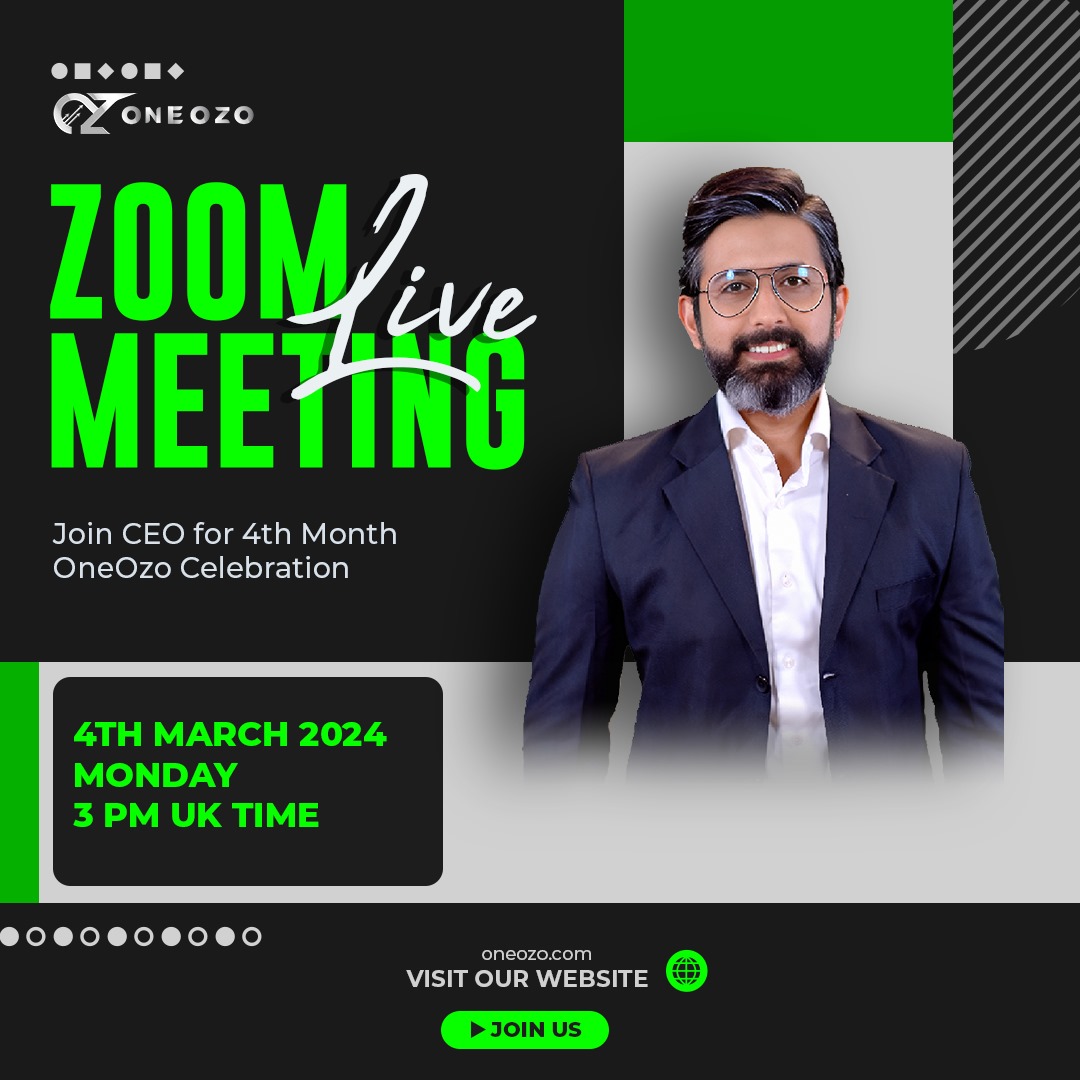 ONEOZO
ZOOM
Live
MEETING
Join CEO for 4th Month
OneOzo Celebration
4TH MARCH 2024
MONDAY
3 PM UK TIME
oneozo.com
VISIT OUR WEBSITE
JOIN US